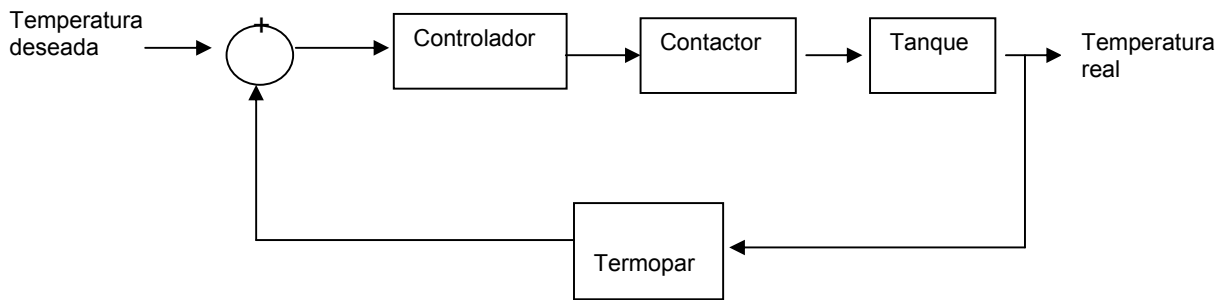 Temperatura
deseada
+
Controlador
Contactor
Tanque
Temperatura
real
Termopar